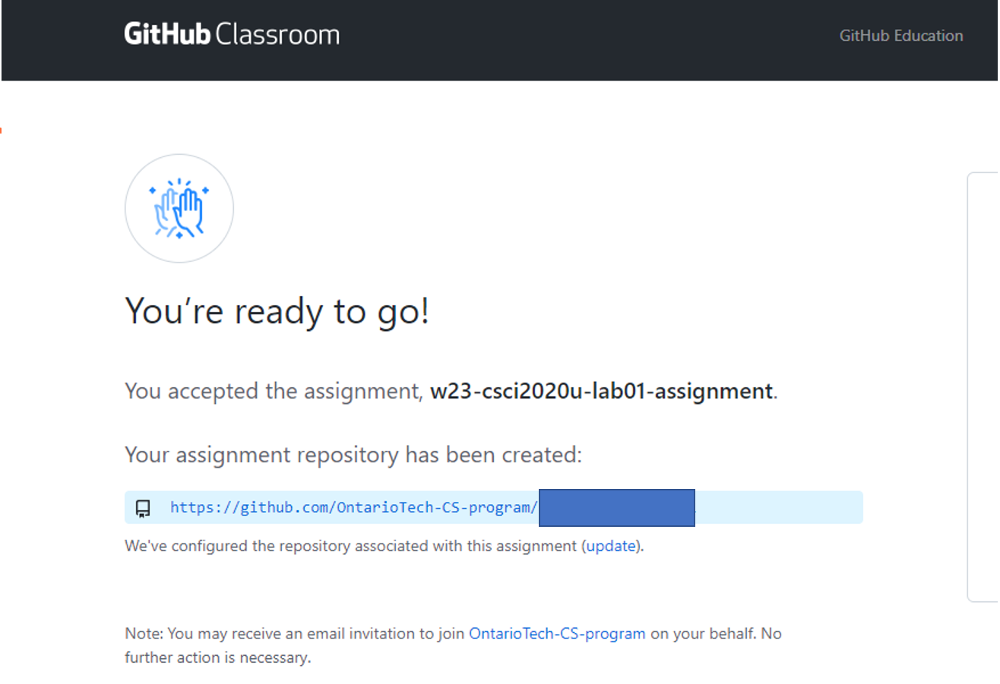 GitHub Classroom
GitHub Education
You’re ready to go!
You accepted the assignment, w23-csci2020u-lab01-assignment.
Your assignment repository has been created:
https://github.com/OntarioTech-CS-program/
We've configured the repository associated with this assignment (update).
Note: You may receive an email invitation to join OntarioTech-CS-program on your behalf. No
further action is necessary.